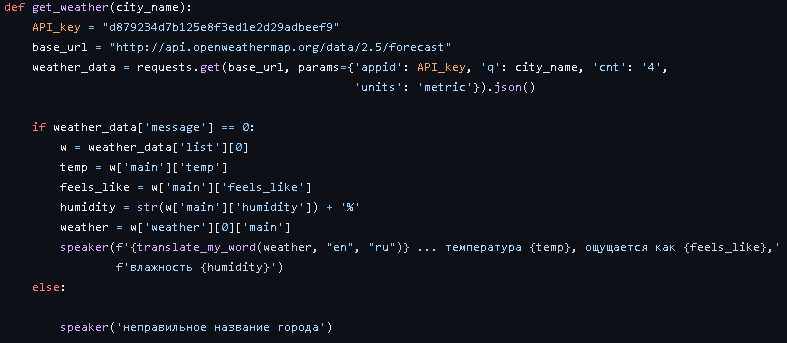 def get_weather(city_name):
    API_key = "d879234d7b125e8f3ed1e2d29adbeef9"
    base_url = "http://api.openweathermap.org/data/2.5/forecast"
    weather_data = requests.get(base_url, params={'appid': API_key, 'q': city_name, 'cnt': '4',
                                                  'units': 'metric'}).json()
    if weather_data['message'] == 0:
        w = weather_data['list'][0]
        temp = w['main']['temp']
        feels_like = w['main']['feels_like']
        humidity = str(w['main']['humidity']) + '%'
        weather = w['weather'][0]['main']
        speaker(f'{translate_my_word(weather, "en", "ru")} ... температура {temp}, ощущается как {feels_like},'
                f'влажность {humidity}')
    else:
        speaker('неправильное название города')